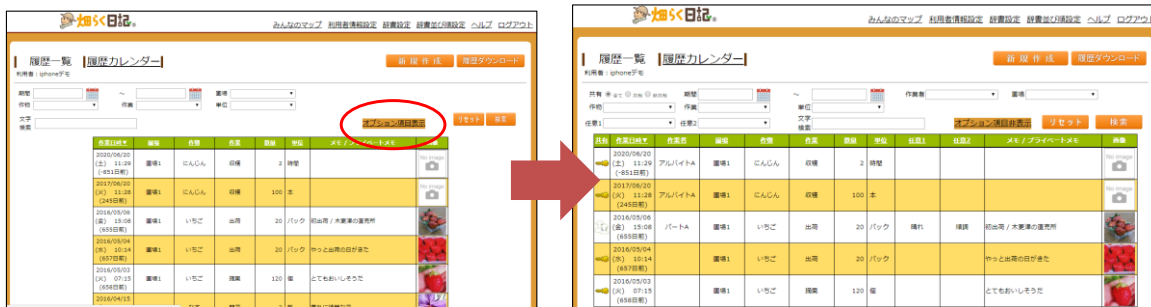 畑らく日記。
みんなのマップ 利用者情報設定 辞書設定 辞書並び順設定 ヘルプ ログアウト
履歴一覧 履歴カレンダー 新規作成 履歴ダウンロード
利用者：iphoneデモ
期間 ～ 圃場
作物 作業 単位
文字
検索
オプション項目表示 リセット 検索
作業日時▼ 圃場 作物 作業 数量 単位 メモ / プライベートメモ 画像
2020/06/20
(土) 11:29 圃場1 にんじん 収穫 2 時間 No image
(-851日前)
2017/06/20
(火) 11:28 圃場1 にんじん 収穫 100 本 No image
(245日前)
2016/05/06
(金) 15:08 圃場1 いちご 出荷 20 パック 初出荷 / 木更津の直売所
(655日前)
2016/05/04
(水) 10:14 圃場1 いちご 出荷 20 パック やっと出荷の日がきた
(657日前)
2016/05/03
(火) 07:15 圃場1 いちご 摘果 120 個 とてもおいしそうだ
(658日前)
2016/04/15
畑らく日記。
みんなのマップ 利用者情報設定 辞書設定 辞書並び順設定 ヘルプ ログアウト
履歴一覧 履歴カレンダー 新規作成 履歴ダウンロード
利用者：iphoneデモ
共有 全て 共有 非共有 期間 ～ 作業者 圃場
作物 作業 単位
任意1 任意2 文字
検索
オプション項目非表示 リセット 検索
共有 作業日時▼ 作業者 圃場 作物 作業 数量 単位 任意1 任意2 メモ / プライベートメモ 画像
2020/06/20
(土) 11:29 アルバイトA 圃場1 にんじん 収穫 2 時間 No image
(-851日前)
2017/06/20
(火) 11:28 アルバイトA 圃場1 にんじん 収穫 100 本 No image
(245日前)
2016/05/06
(金) 15:08 パートA 圃場1 いちご 出荷 20 パック 晴れ 順調 初出荷 / 木更津の直売所
(655日前)
2016/05/04
(水) 10:14 圃場1 いちご 出荷 20 パック やっと出荷の日がきた
(657日前)
2016/05/03
(火) 07:15 圃場1 いちご 摘果 120 個 とてもおいしそうだ
(658日前)